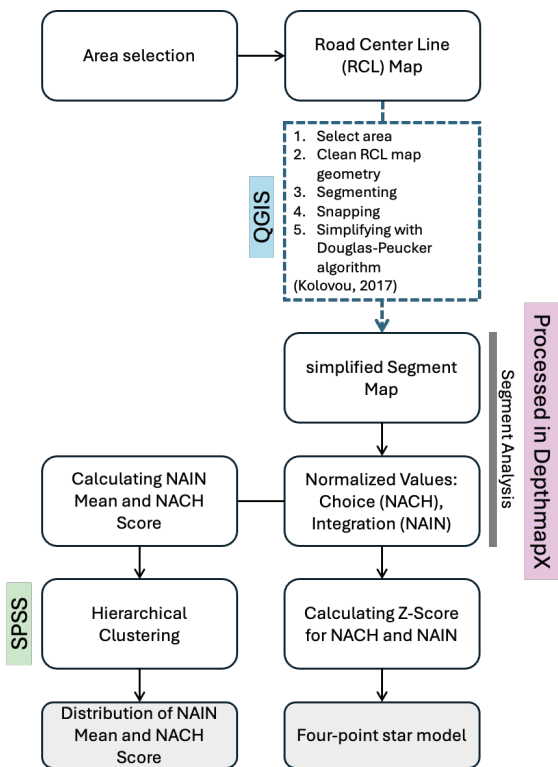 Area selection
Road Center Line
(RCL) Map
QGIS
1. Select area
2. Clean RCL map
geometry
3. Segmenting
4. Snapping
5. Simplifying with
Douglas-Peucker
algorithm
(Kolovou, 2017)
simplified Segment
Map
Segment Analysis
Processed in DepthmapX
Calculating NAIN
Mean and NACH
Score
Normalized Values:
Choice (NACH),
Integration (NAIN)
SPSS
Hierarchical
Clustering
Calculating Z-Score
for NACH and NAIN
Distribution of NAIN
Mean and NACH
Score
Four-point star model